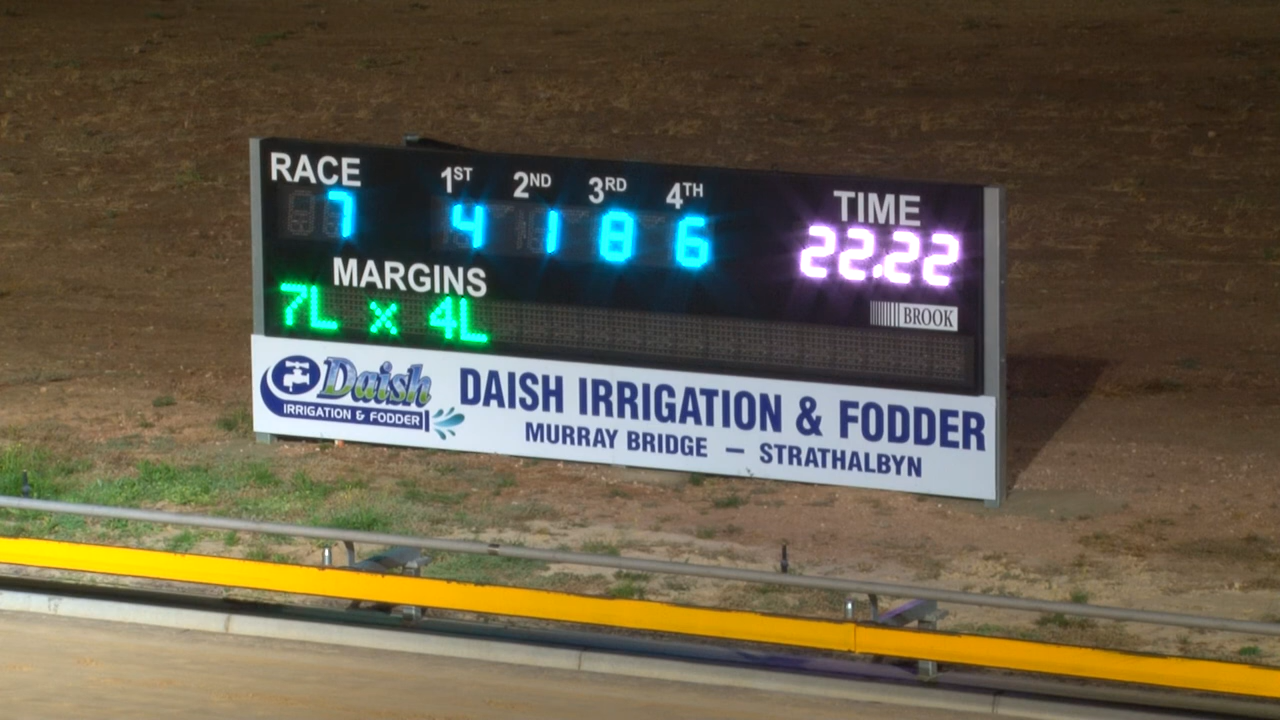 RACE 1ST 2ND 3RD 4TH TIME
7 4 1 8 6 22.22
MARGINS
7L x 4L
BROOK
Daish
IRRIGATION & FODDER
DAISH IRRIGATION & FODDER
MURRAY BRIDGE – STRATHALBYN